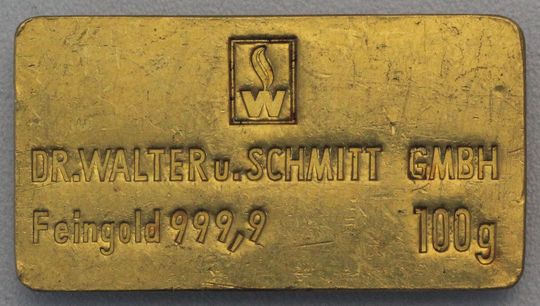 W
DR.WALTER u. SCHMITT GMBH
Feingold 999,9 100g